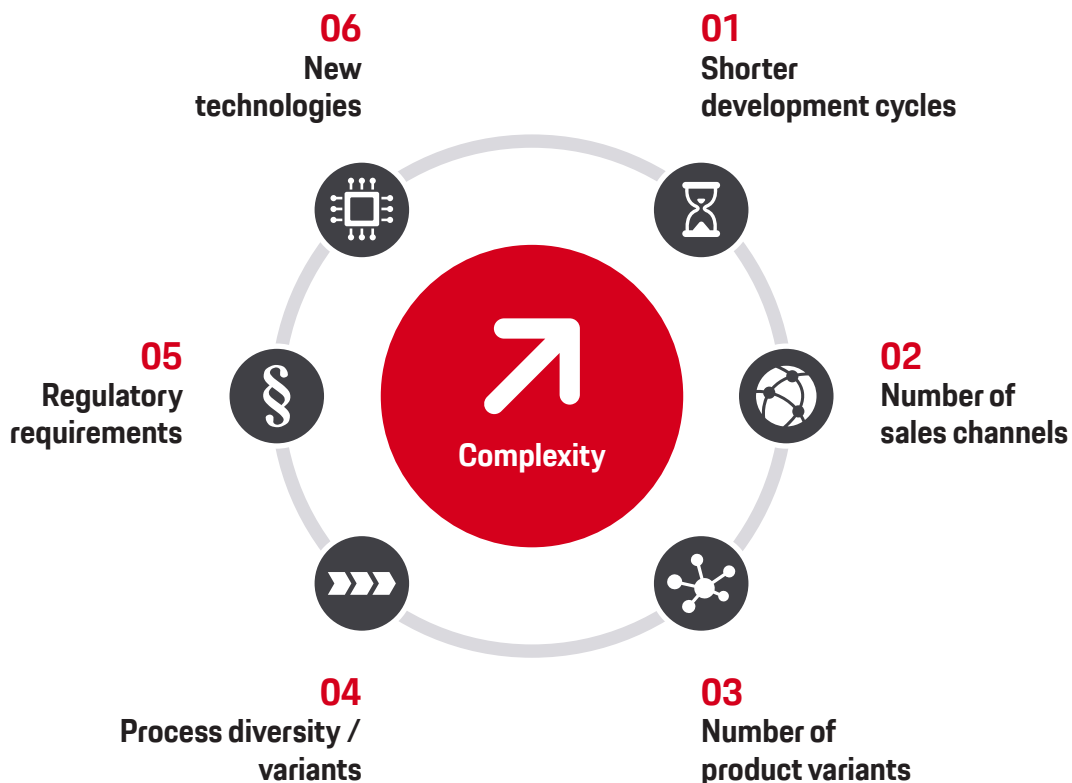 06
New
technologies
01
Shorter
development cycles
05
Regulatory
requirements
§
Complexity
02
Number of
sales channels
04
Process diversity /
variants
03
Number of
product variants